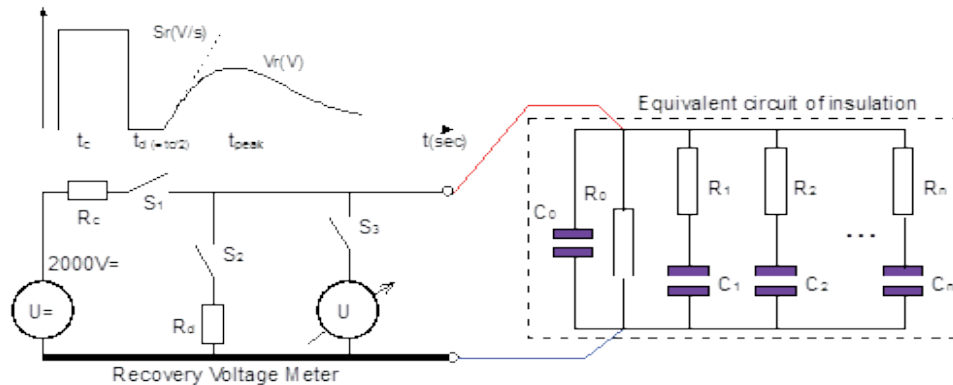 Sr(V/s)
Vr(V)
tc td (=tc/2) tpeak t(sec)
Equivalent circuit of insulation
Rc S1
S2
S3
2000V=
U=
Rd
U
C0 R0 R1 R2 Rn
...
C1 C2 Cn
Recovery Voltage Meter